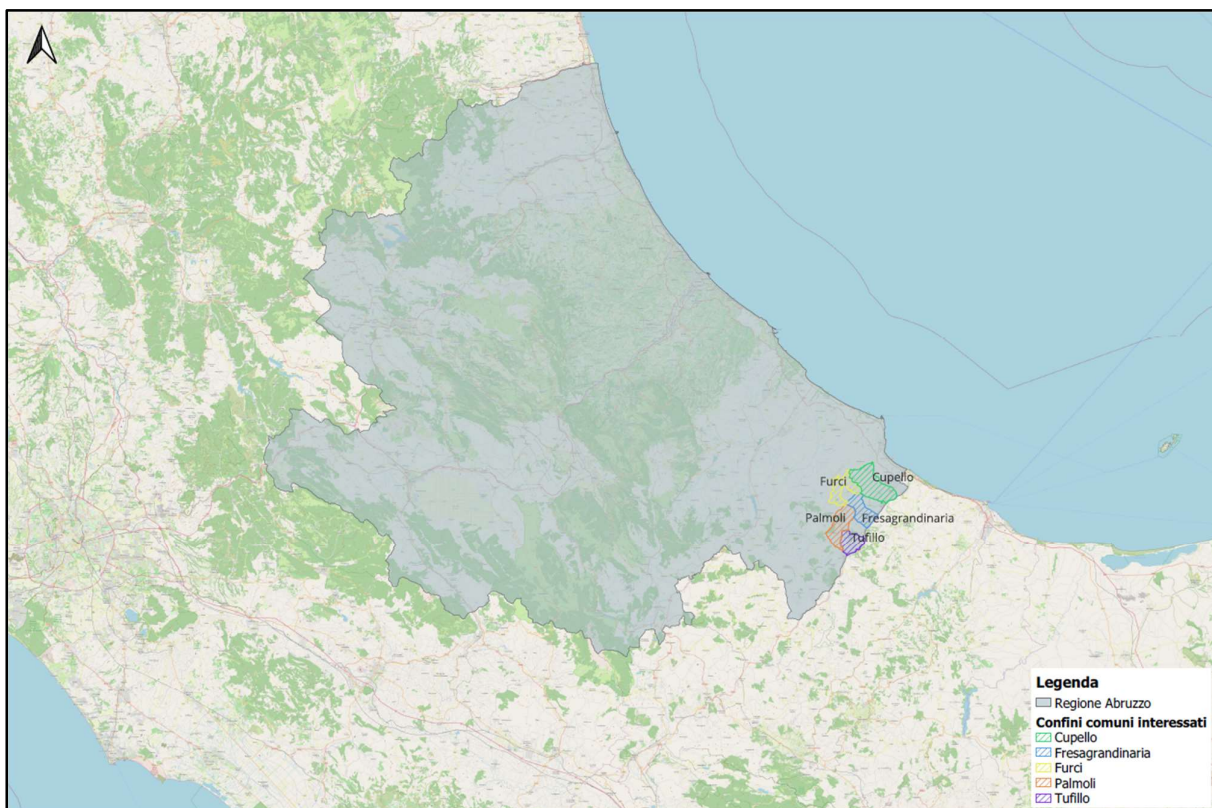 Cupello
Furci
Palmoli
Fresagrandinaria
Tufillo
Legenda
Regione Abruzzo
Confini comuni interessati
Cupello
Fresagrandinaria
Furci
Palmoli
Tufillo